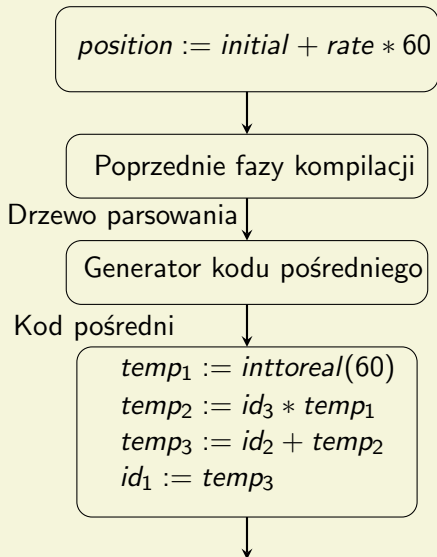 position := initial + rate * 60
Poprzednie fazy kompilacji
Drzewo parsowania
Generator kodu pośredniego
Kod pośredni
temp₁ := inttoreal(60)
temp₂ := id₃ * temp₁
temp₃ := id₂ + temp₂
id₁ := temp₃